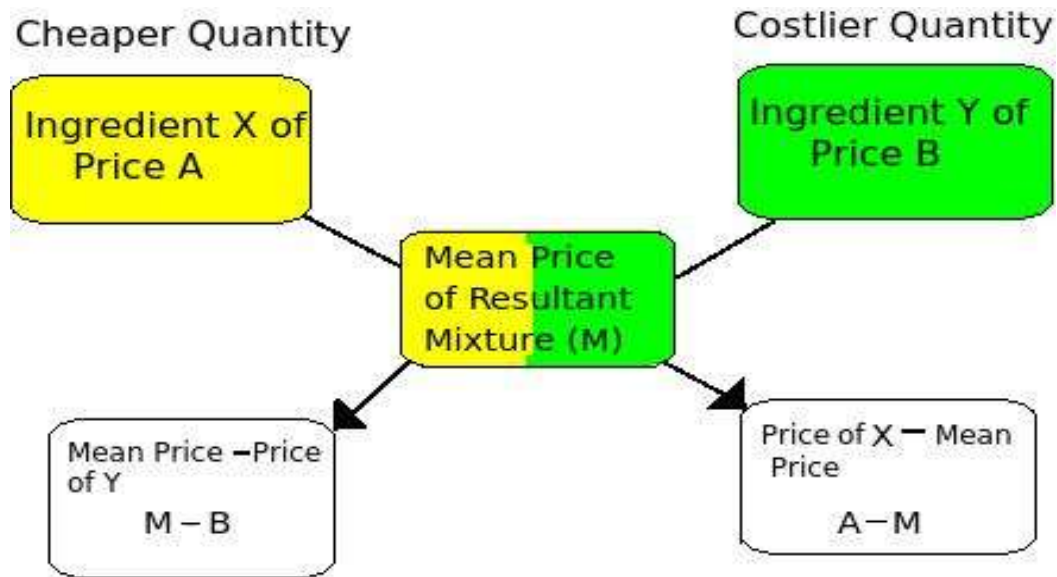 Cheaper Quantity
Costlier Quantity
Ingredient X of
Price A
Ingredient Y of
Price B
Mean Price
of Resultant
Mixture (M)
Mean Price –Price
of Y
M – B
Price of X – Mean
Price
A–M